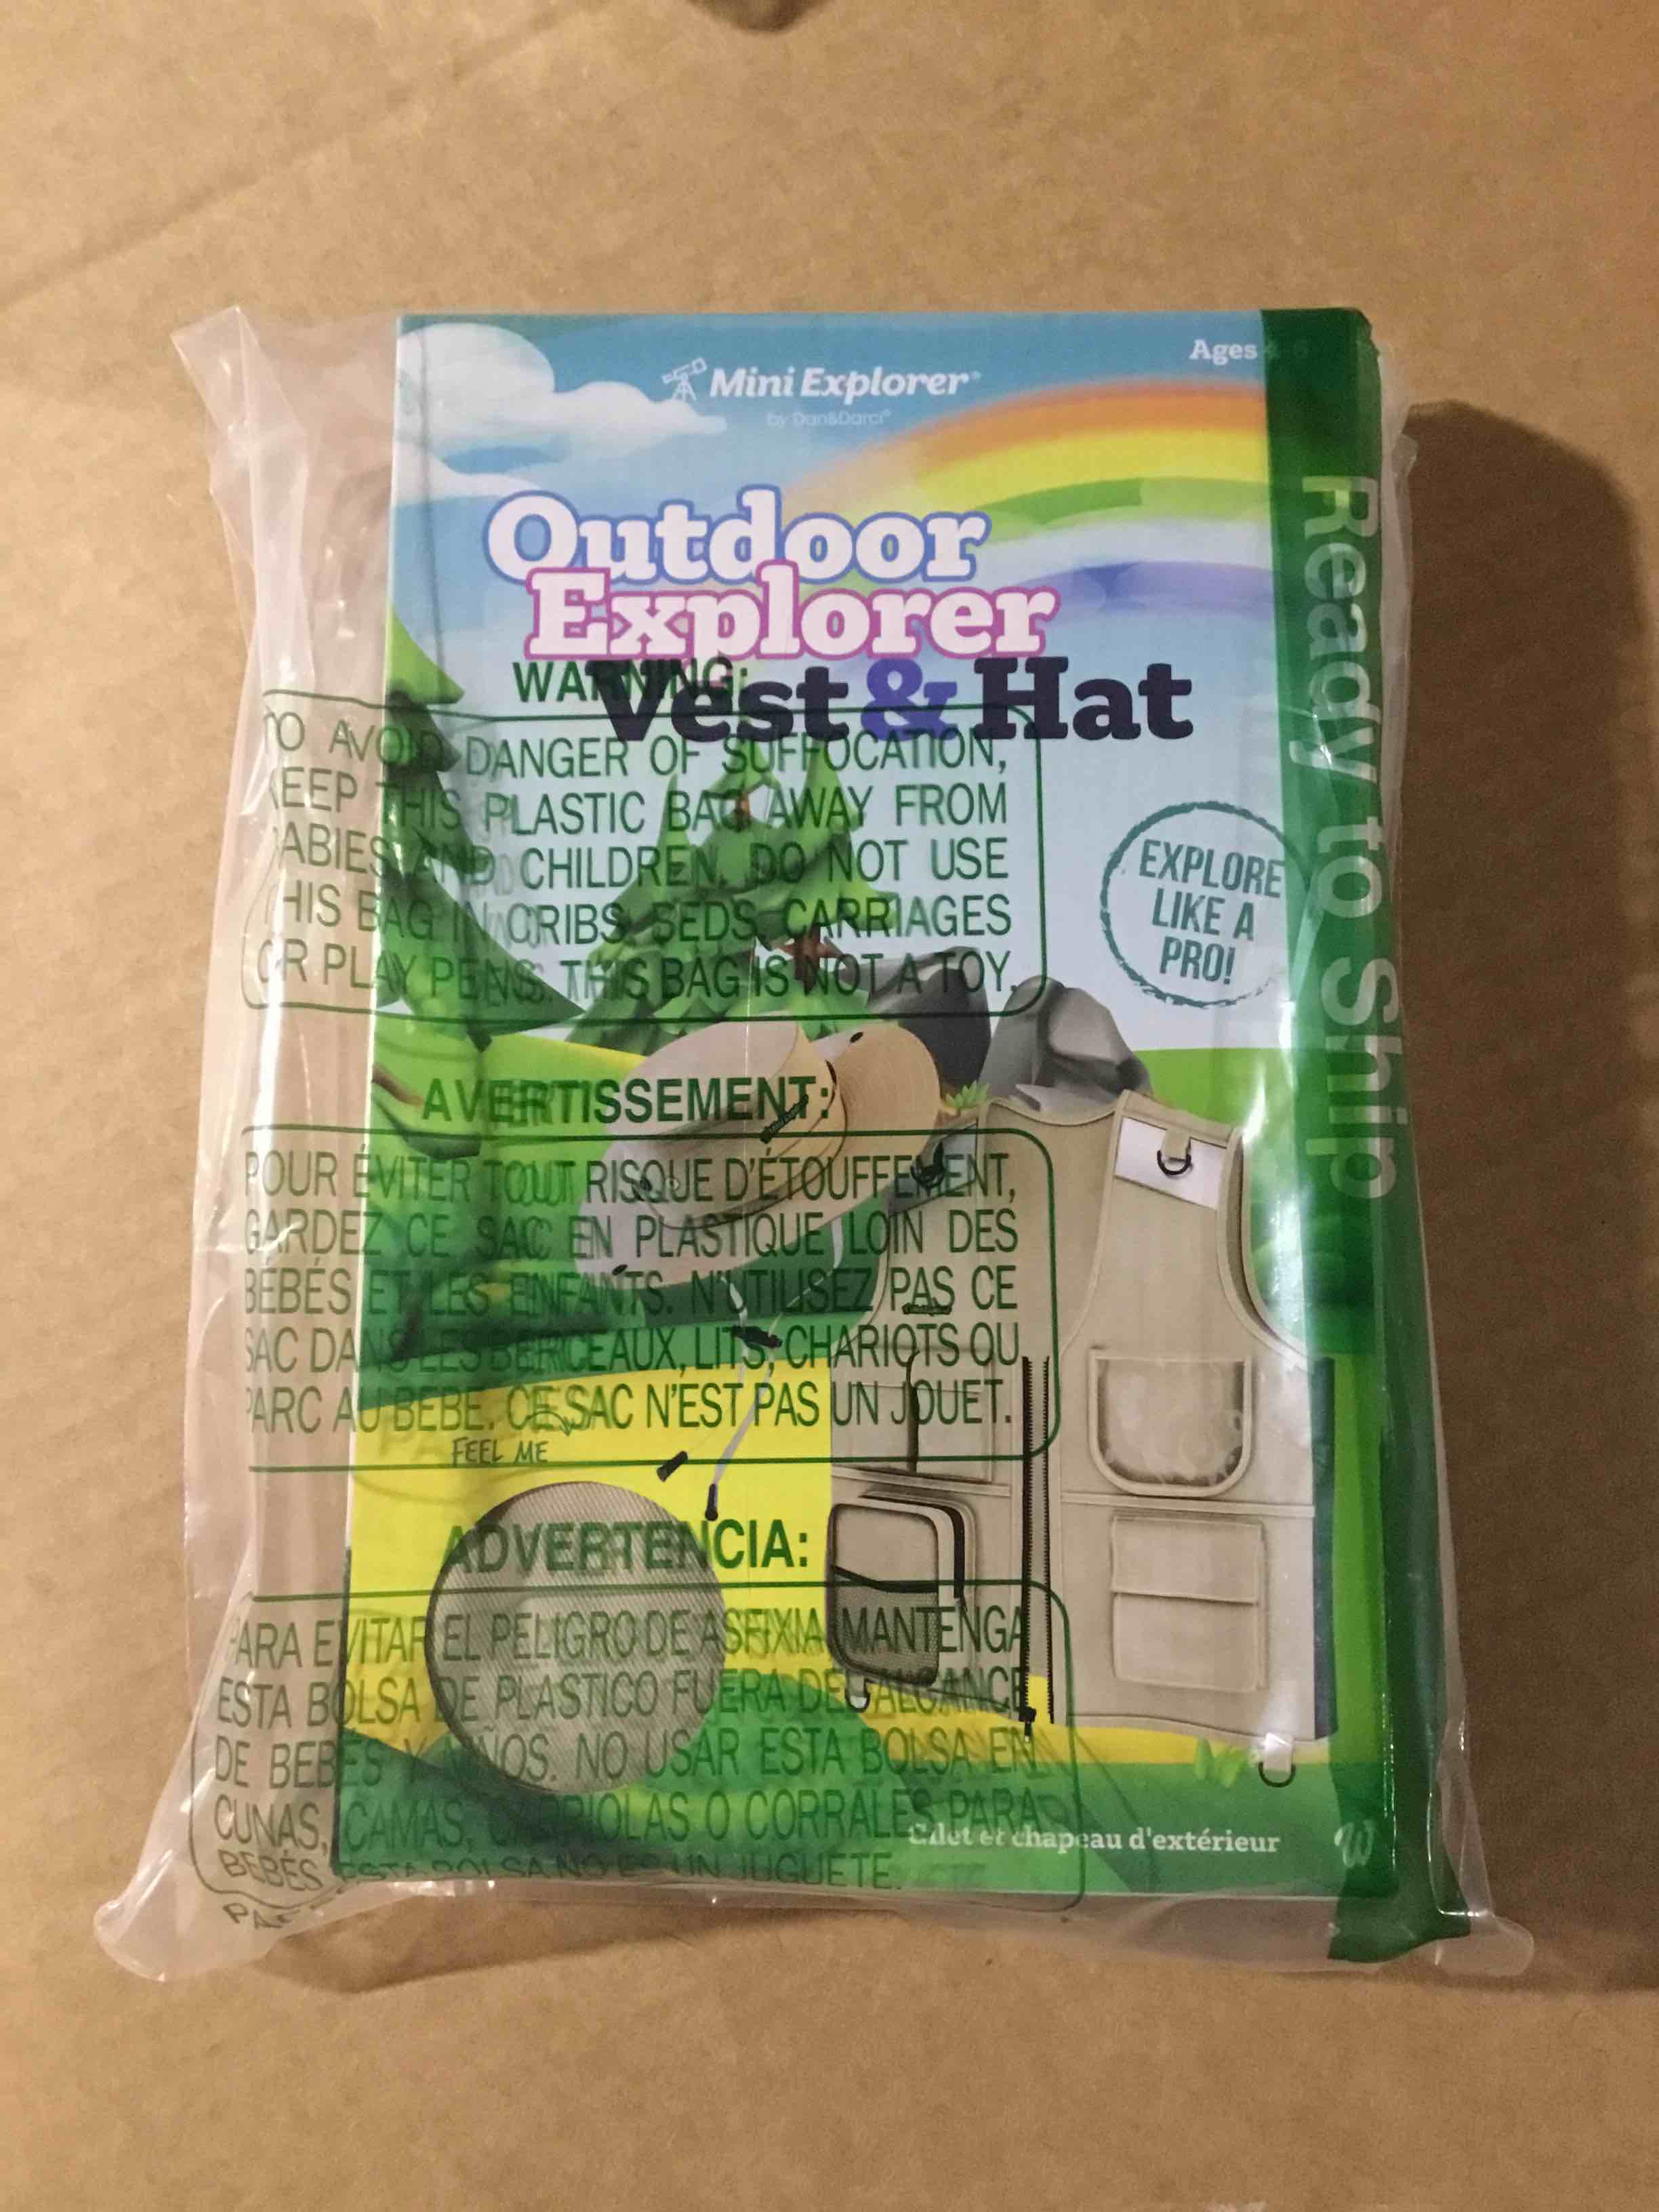 Ages
Mini Explorer®
by Dan&Darci®
Outdoor
Explorer
Vest & Hat
EXPLORE
LIKE A
PRO!
Ready to Ship
WARNING:
TO AVOID DANGER OF SUFFOCATION,
KEEP THIS PLASTIC BAG AWAY FROM
BABIES AND CHILDREN. DO NOT USE
THIS BAG IN CRIBS, BEDS, CARRIAGES
OR PLAY PENS. THIS BAG IS NOT A TOY.
AVERTISSEMENT:
POUR ÉVITER TOUT RISQUE D'ÉTOUFFEMENT,
GARDEZ CE SAC EN PLASTIQUE LOIN DES
BÉBÉS ET LES ENFANTS. N'UTILISEZ PAS CE
SAC DANS LES BERCEAUX, LITS, CHARIOTS OU
PARC AU BEBE. CE SAC N'EST PAS UN JOUET.
FEEL ME
ADVERTENCIA:
PARA EVITAR EL PELIGRO DE ASFIXIA, MANTENGA
ESTA BOLSA DE PLASTICO FUERA DEL ALCANCE
DE BEBES Y NIÑOS. NO USAR ESTA BOLSA EN
CUNAS, CAMAS, CARRIOLAS O CORRALES PARA
BEBÉS ESTA BOLSA NO ES UN JUGUETE.
Gilet et chapeau d'extérieur